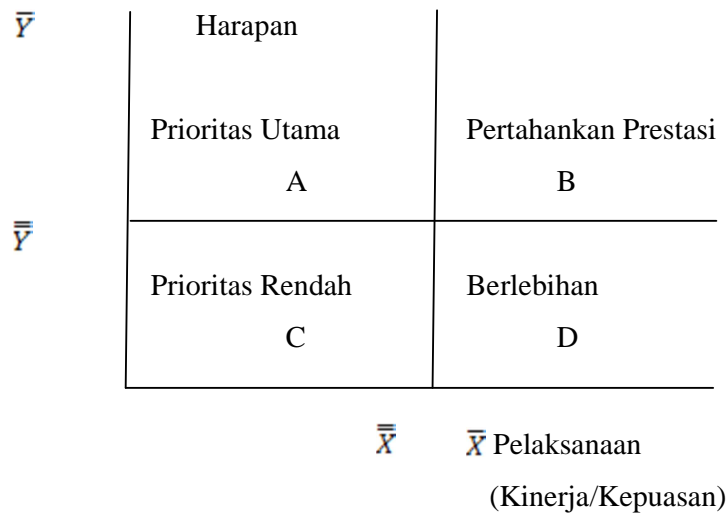 Y̅ Harapan
Prioritas Utama Pertahankan Prestasi
A B
Y̿
Prioritas Rendah Berlebihan
C D
X̿ X̅ Pelaksanaan
(Kinerja/Kepuasan)